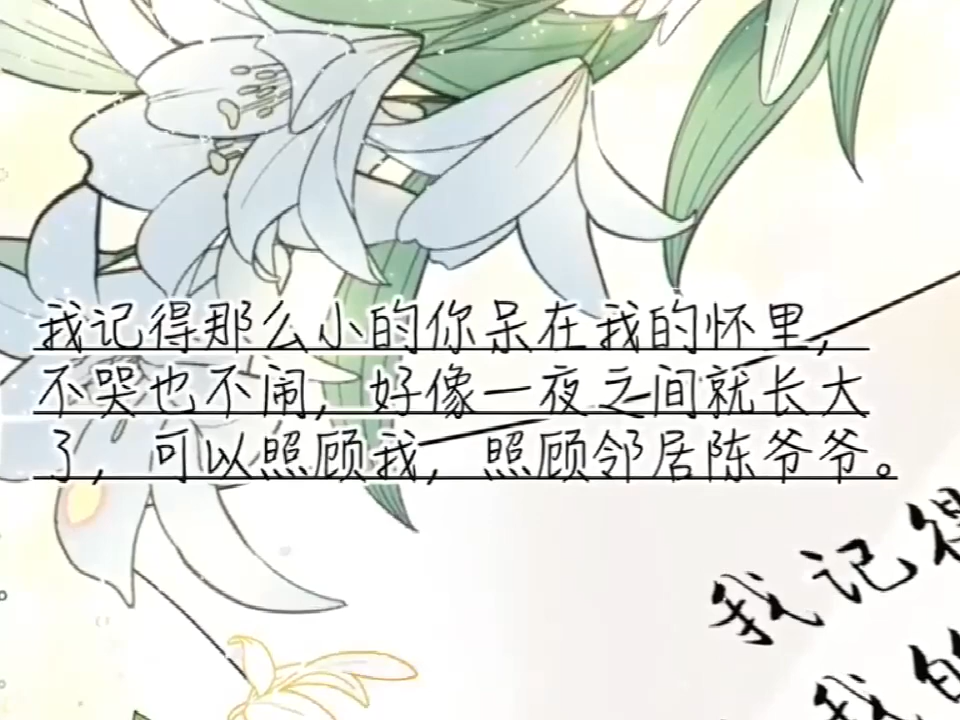 我记得那么小的你呆在我的怀里，
不哭也不闹，好像一夜之间就长大
了，可以照顾我，照顾邻居陈爷爷。
我记得
我的